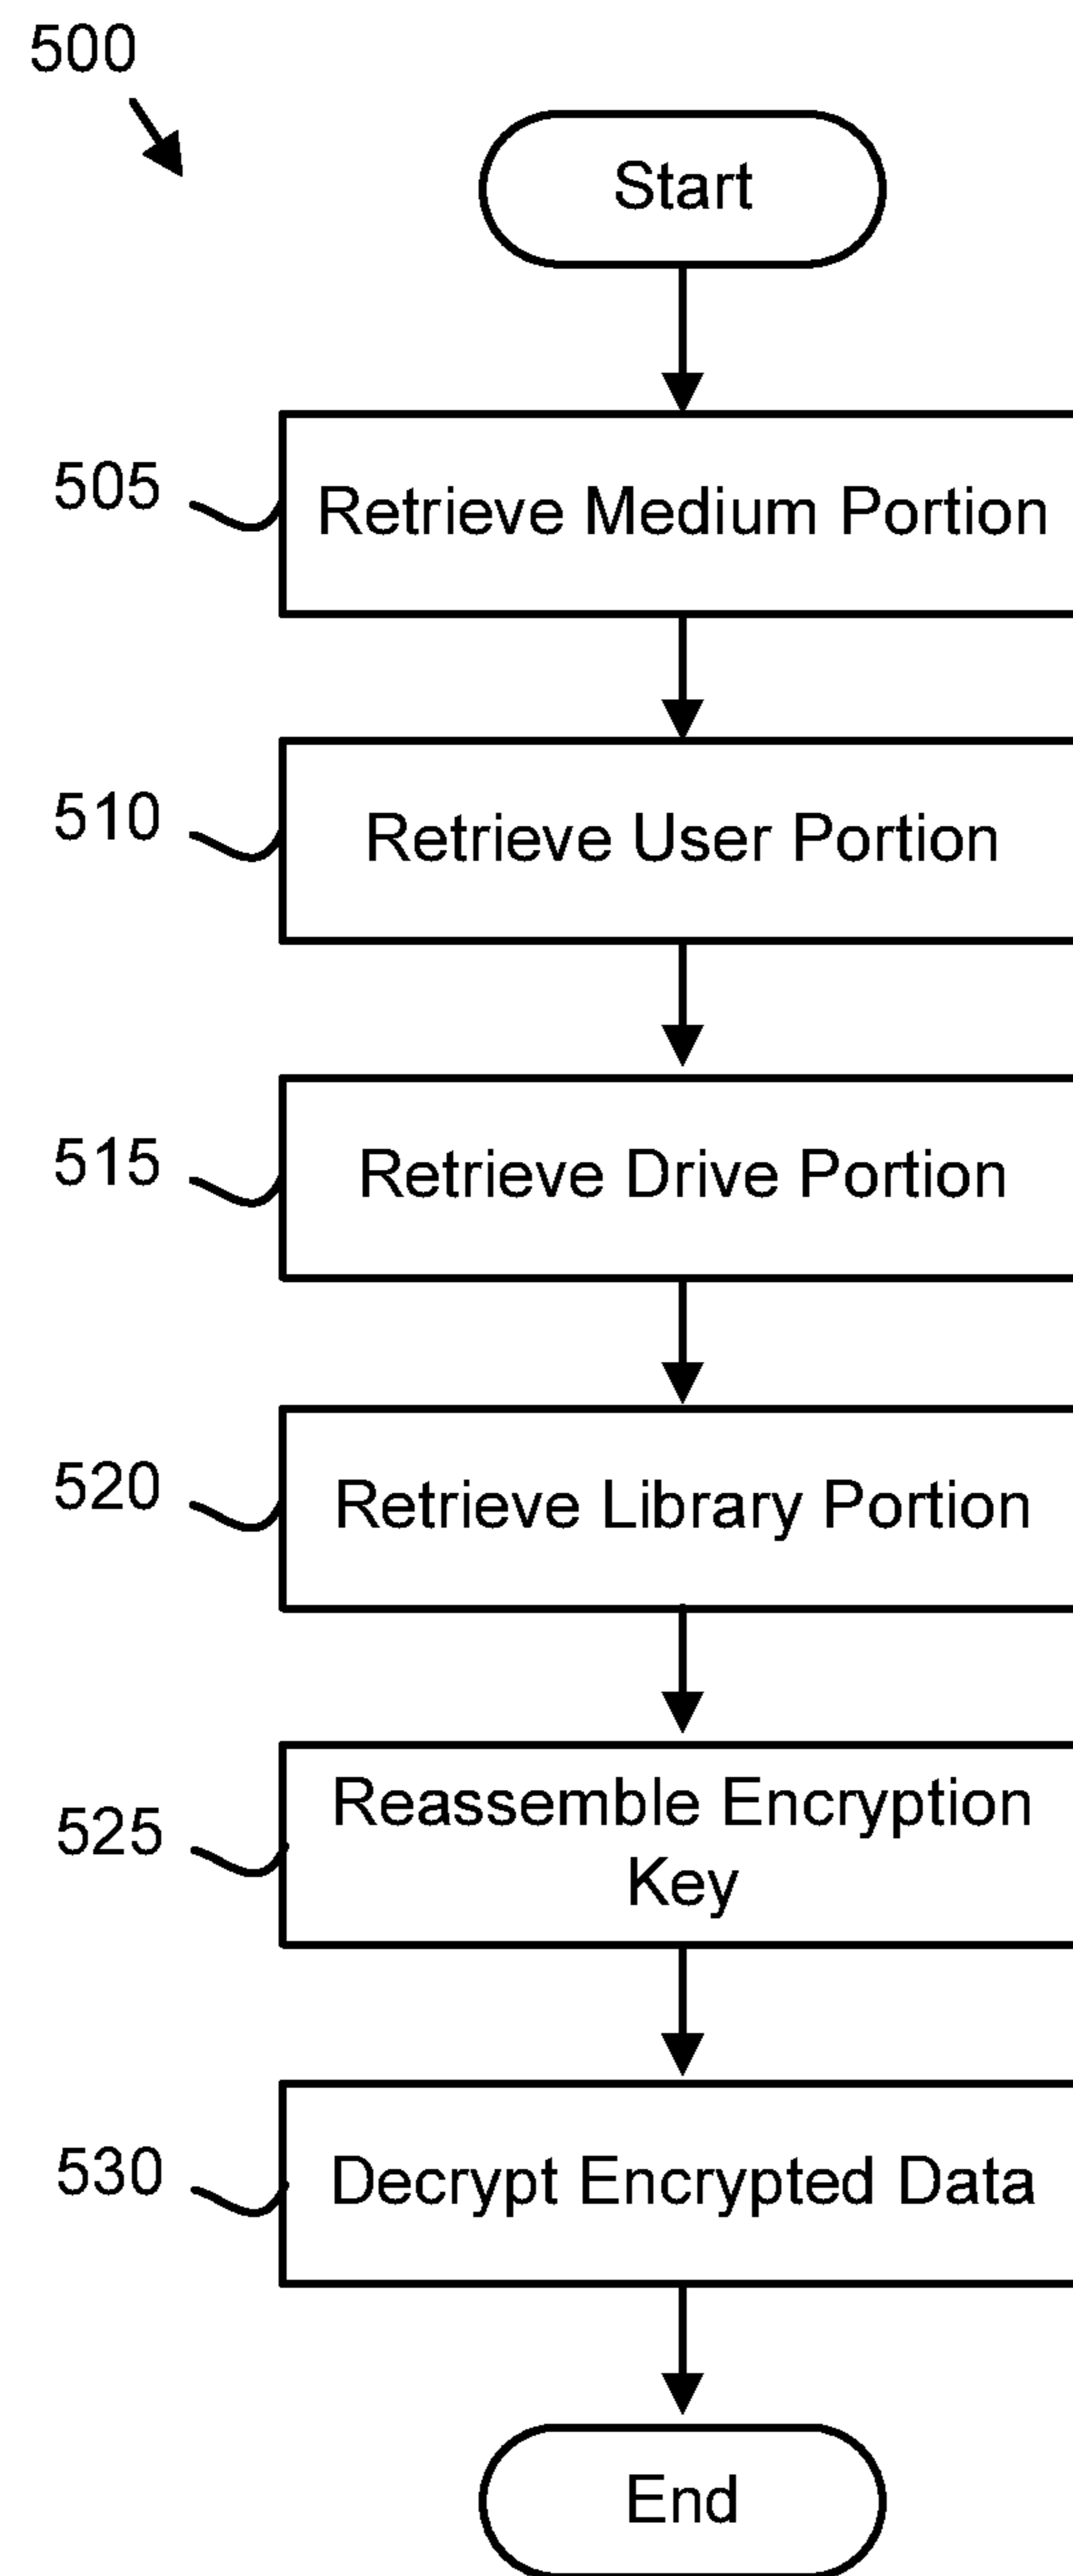 500
Start
505
Retrieve Medium Portion
510
Retrieve User Portion
515
Retrieve Drive Portion
520
Retrieve Library Portion
525
Reassemble Encryption
Key
530
Decrypt Encrypted Data
End